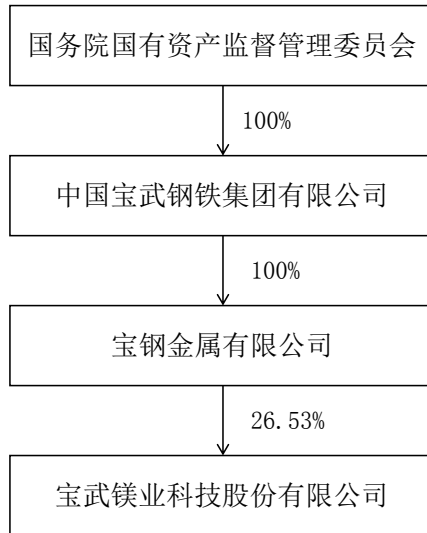 国务院国有资产监督管理委员会
100%
中国宝武钢铁集团有限公司
100%
宝钢金属有限公司
26.53%
宝武镁业科技股份有限公司